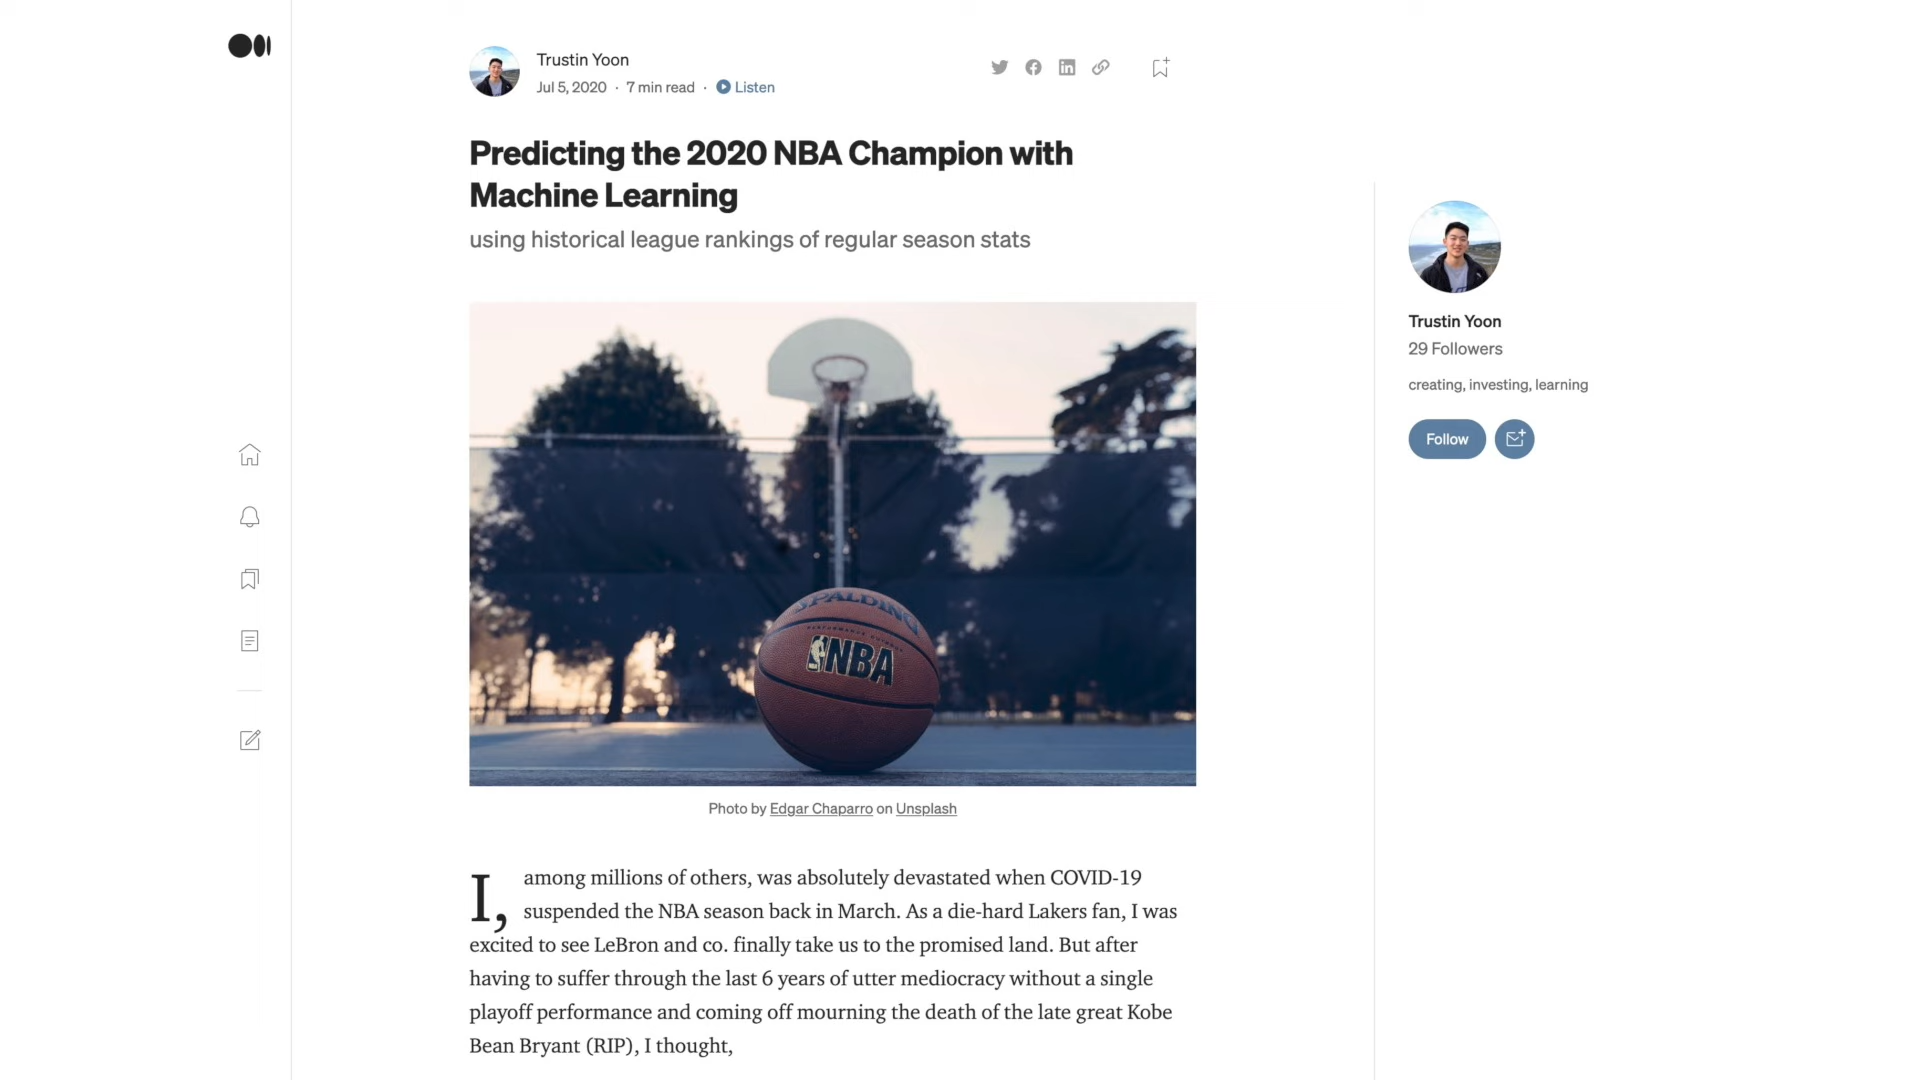 Trustin Yoon
Jul 5, 2020 · 7 min read · Listen
Predicting the 2020 NBA Champion with
Machine Learning
using historical league rankings of regular season stats
SPALDING
NBA
Photo by Edgar Chaparro on Unsplash
I, among millions of others, was absolutely devastated when COVID-19
suspended the NBA season back in March. As a die-hard Lakers fan, I was
excited to see LeBron and co. finally take us to the promised land. But after
having to suffer through the last 6 years of utter mediocracy without a single
playoff performance and coming off mourning the death of the late great Kobe
Bean Bryant (RIP), I thought,
Trustin Yoon
29 Followers
creating, investing, learning
Follow